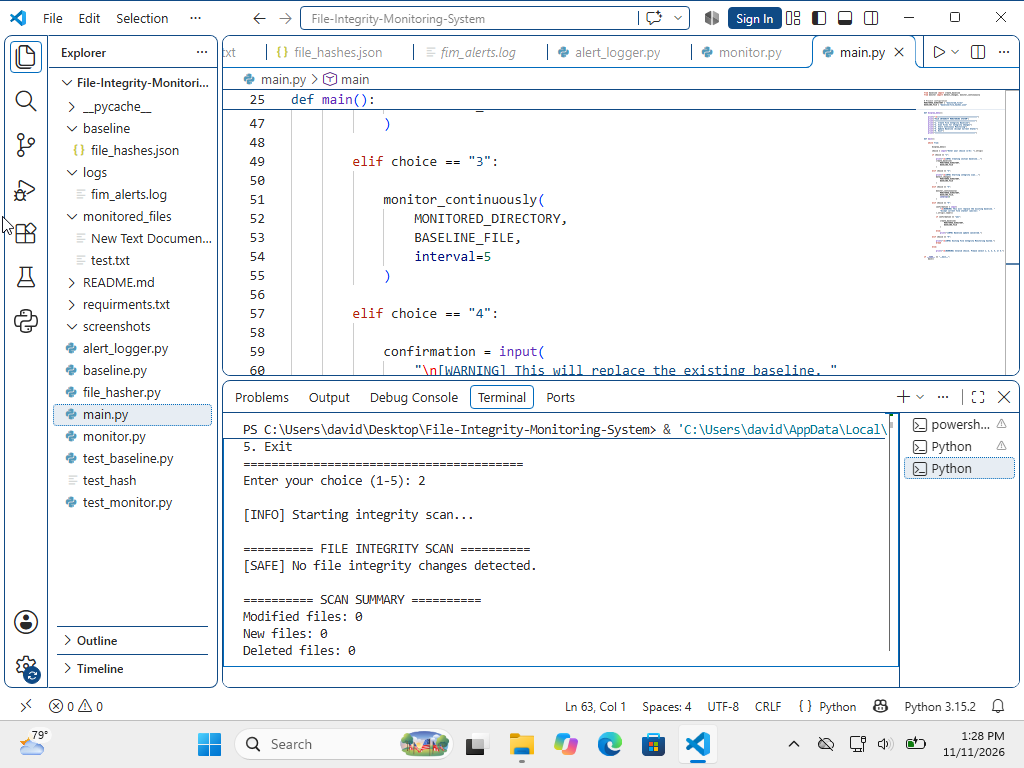 File Edit Selection ···
File-Integrity-Monitoring-System
Sign In
Explorer
File-Integrity-Monitori...
__pycache__
baseline
file_hashes.json
logs
fim_alerts.log
monitored_files
New Text Documen...
test.txt
README.md
requirments.txt
screenshots
alert_logger.py
baseline.py
file_hasher.py
main.py
monitor.py
test_baseline.py
test_hash
test_monitor.py
Outline
Timeline
txt file_hashes.json fim_alerts.log alert_logger.py monitor.py main.py
main.py > main
25 def main():
47 )
48
49 elif choice == "3":
50
51 monitor_continuously(
52 MONITORED_DIRECTORY,
53 BASELINE_FILE,
54 interval=5
55 )
56
57 elif choice == "4":
58
59 confirmation = input(
60 "\n[WARNING] This will replace the existing baseline. "
Problems Output Debug Console Terminal Ports
PS C:\Users\david\Desktop\File-Integrity-Monitoring-System> & 'C:\Users\david\AppData\Local\
5. Exit
========================================
Enter your choice (1-5): 2
[INFO] Starting integrity scan...
========== FILE INTEGRITY SCAN ==========
[SAFE] No file integrity changes detected.
========== SCAN SUMMARY ==========
Modified files: 0
New files: 0
Deleted files: 0
powersh...
Python
Python
0 0
Ln 63, Col 1 Spaces: 4 UTF-8 CRLF { } Python Python 3.15.2
79°
Search
1:28 PM
11/11/2026